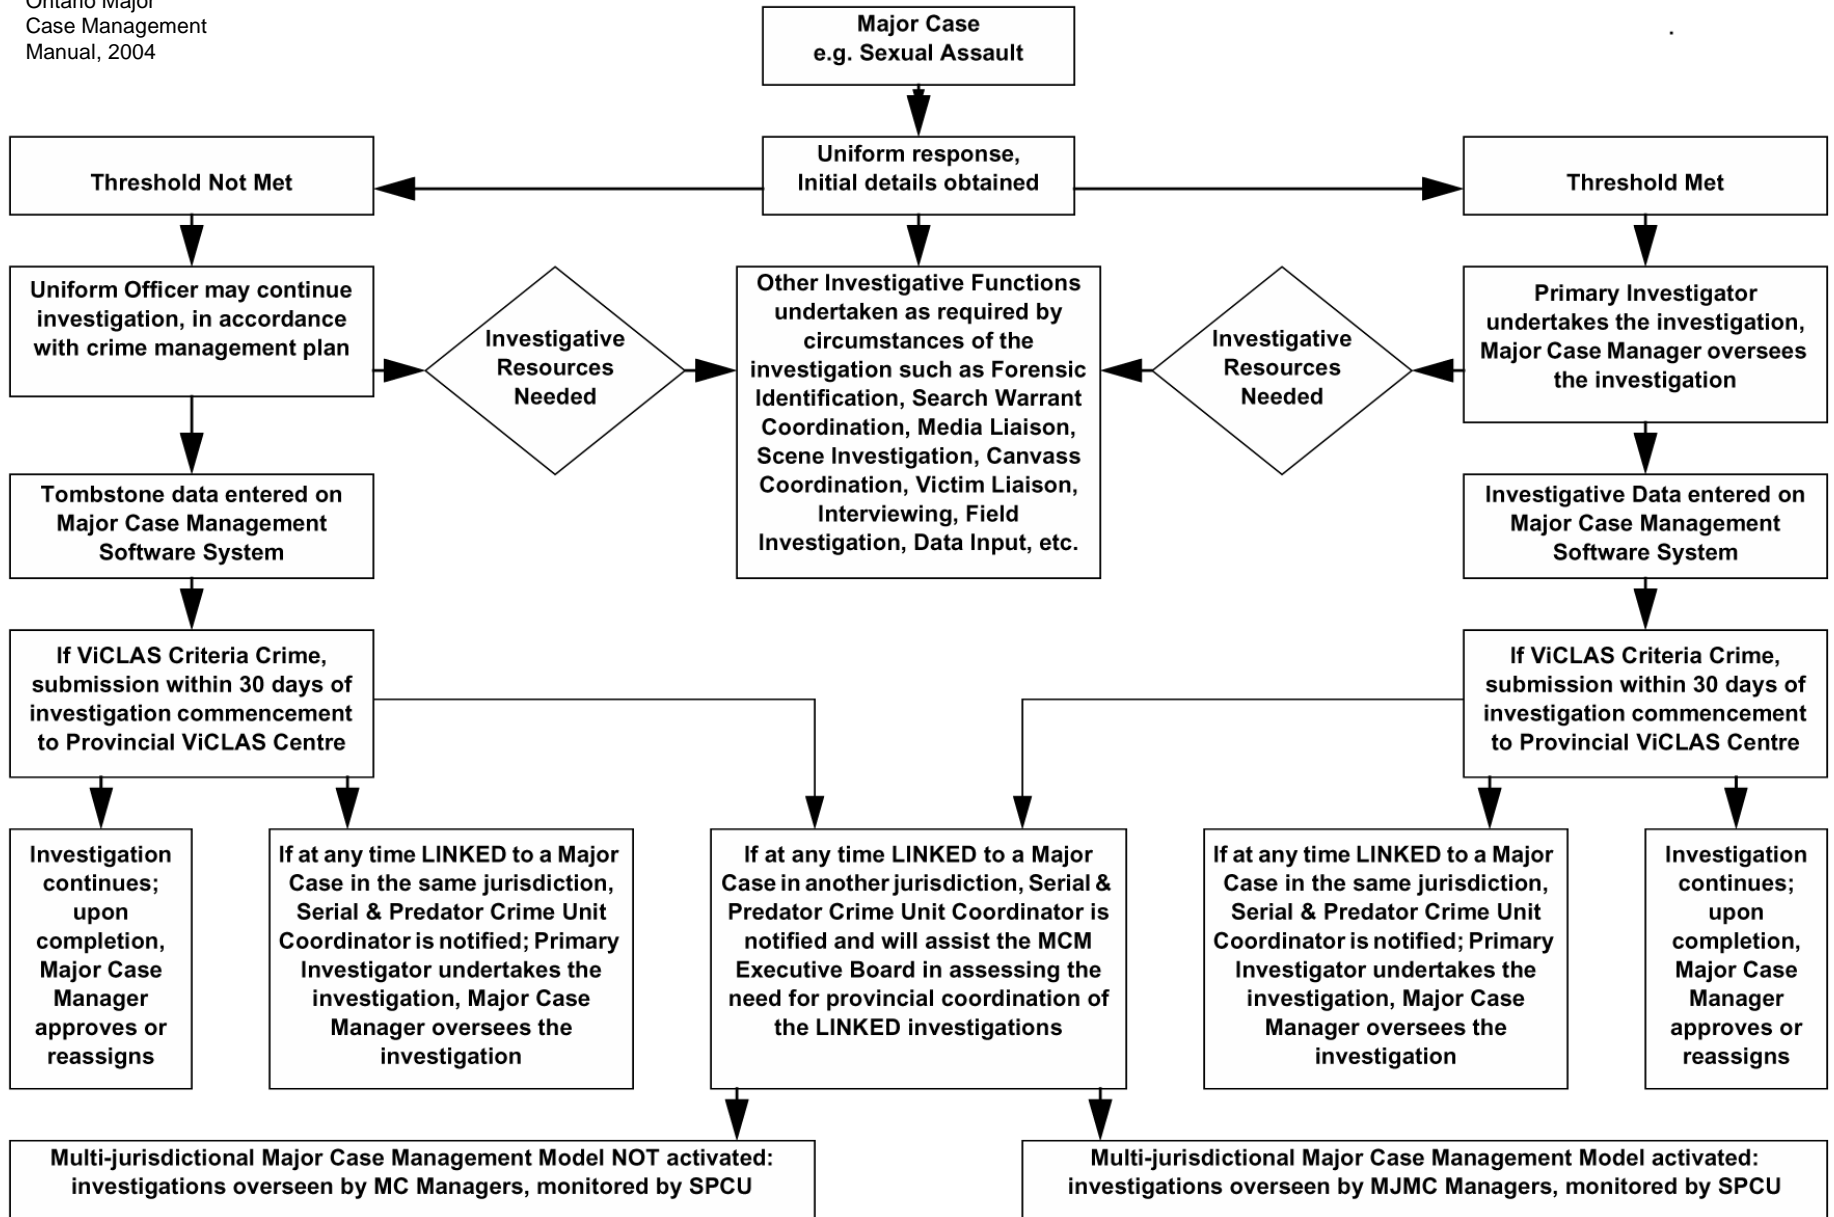 Ontario Major
Case Management
Manual, 2004
Major Case
e.g. Sexual Assault
Threshold Not Met
Uniform response,
Initial details obtained
Threshold Met
Uniform Officer may continue
investigation, in accordance
with crime management plan
Investigative
Resources
Needed
Other Investigative Functions
undertaken as required by
circumstances of the
investigation such as Forensic
Identification, Search Warrant
Coordination, Media Liaison,
Scene Investigation, Canvass
Coordination, Victim Liaison,
Interviewing, Field
Investigation, Data Input, etc.
Investigative
Resources
Needed
Primary Investigator
undertakes the investigation,
Major Case Manager oversees
the investigation
Tombstone data entered on
Major Case Management
Software System
Investigative Data entered on
Major Case Management
Software System
If ViCLAS Criteria Crime,
submission within 30 days of
investigation commencement
to Provincial ViCLAS Centre
If ViCLAS Criteria Crime,
submission within 30 days of
investigation commencement
to Provincial ViCLAS Centre
Investigation
continues;
upon
completion,
Major Case
Manager
approves or
reassigns
If at any time LINKED to a Major
Case in the same jurisdiction,
Serial & Predator Crime Unit
Coordinator is notified; Primary
Investigator undertakes the
investigation, Major Case
Manager oversees the
investigation
If at any time LINKED to a Major
Case in another jurisdiction, Serial &
Predator Crime Unit Coordinator is
notified and will assist the MCM
Executive Board in assessing the
need for provincial coordination of
the LINKED investigations
If at any time LINKED to a Major
Case in the same jurisdiction,
Serial & Predator Crime Unit
Coordinator is notified; Primary
Investigator undertakes the
investigation, Major Case
Manager oversees the
investigation
Investigation
continues;
upon
completion,
Major Case
Manager
approves or
reassigns
Multi-jurisdictional Major Case Management Model NOT activated:
investigations overseen by MC Managers, monitored by SPCU
Multi-jurisdictional Major Case Management Model activated:
investigations overseen by MJMC Managers, monitored by SPCU